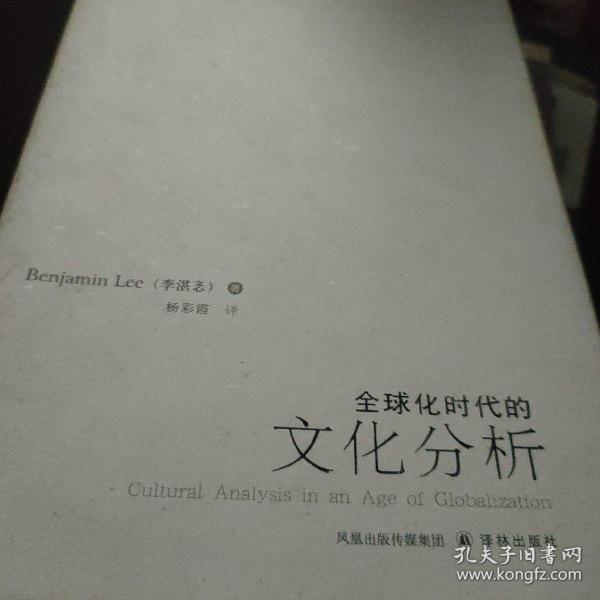 Benjamin Lee（李湛忞）著
杨彩霞 译
全球化时代的
文化分析
Cultural Analysis in an Age of Globalization
凤凰出版传媒集团 译林出版社
孔夫子旧书网
www.kongfz.com